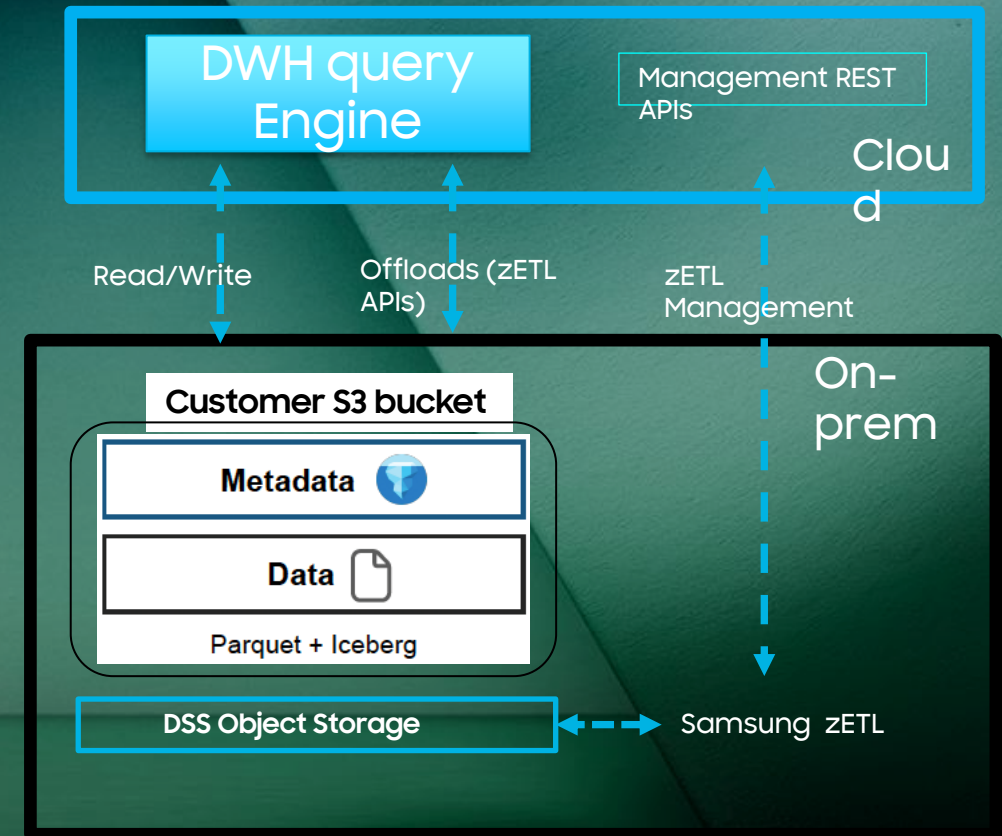 DWH query
Engine
Management REST
APIs
Clou
d
Read/Write
Offloads (zETL
APIs)
zETL
Management
On-
prem
Customer S3 bucket
Metadata
Data
Parquet + Iceberg
DSS Object Storage
Samsung zETL